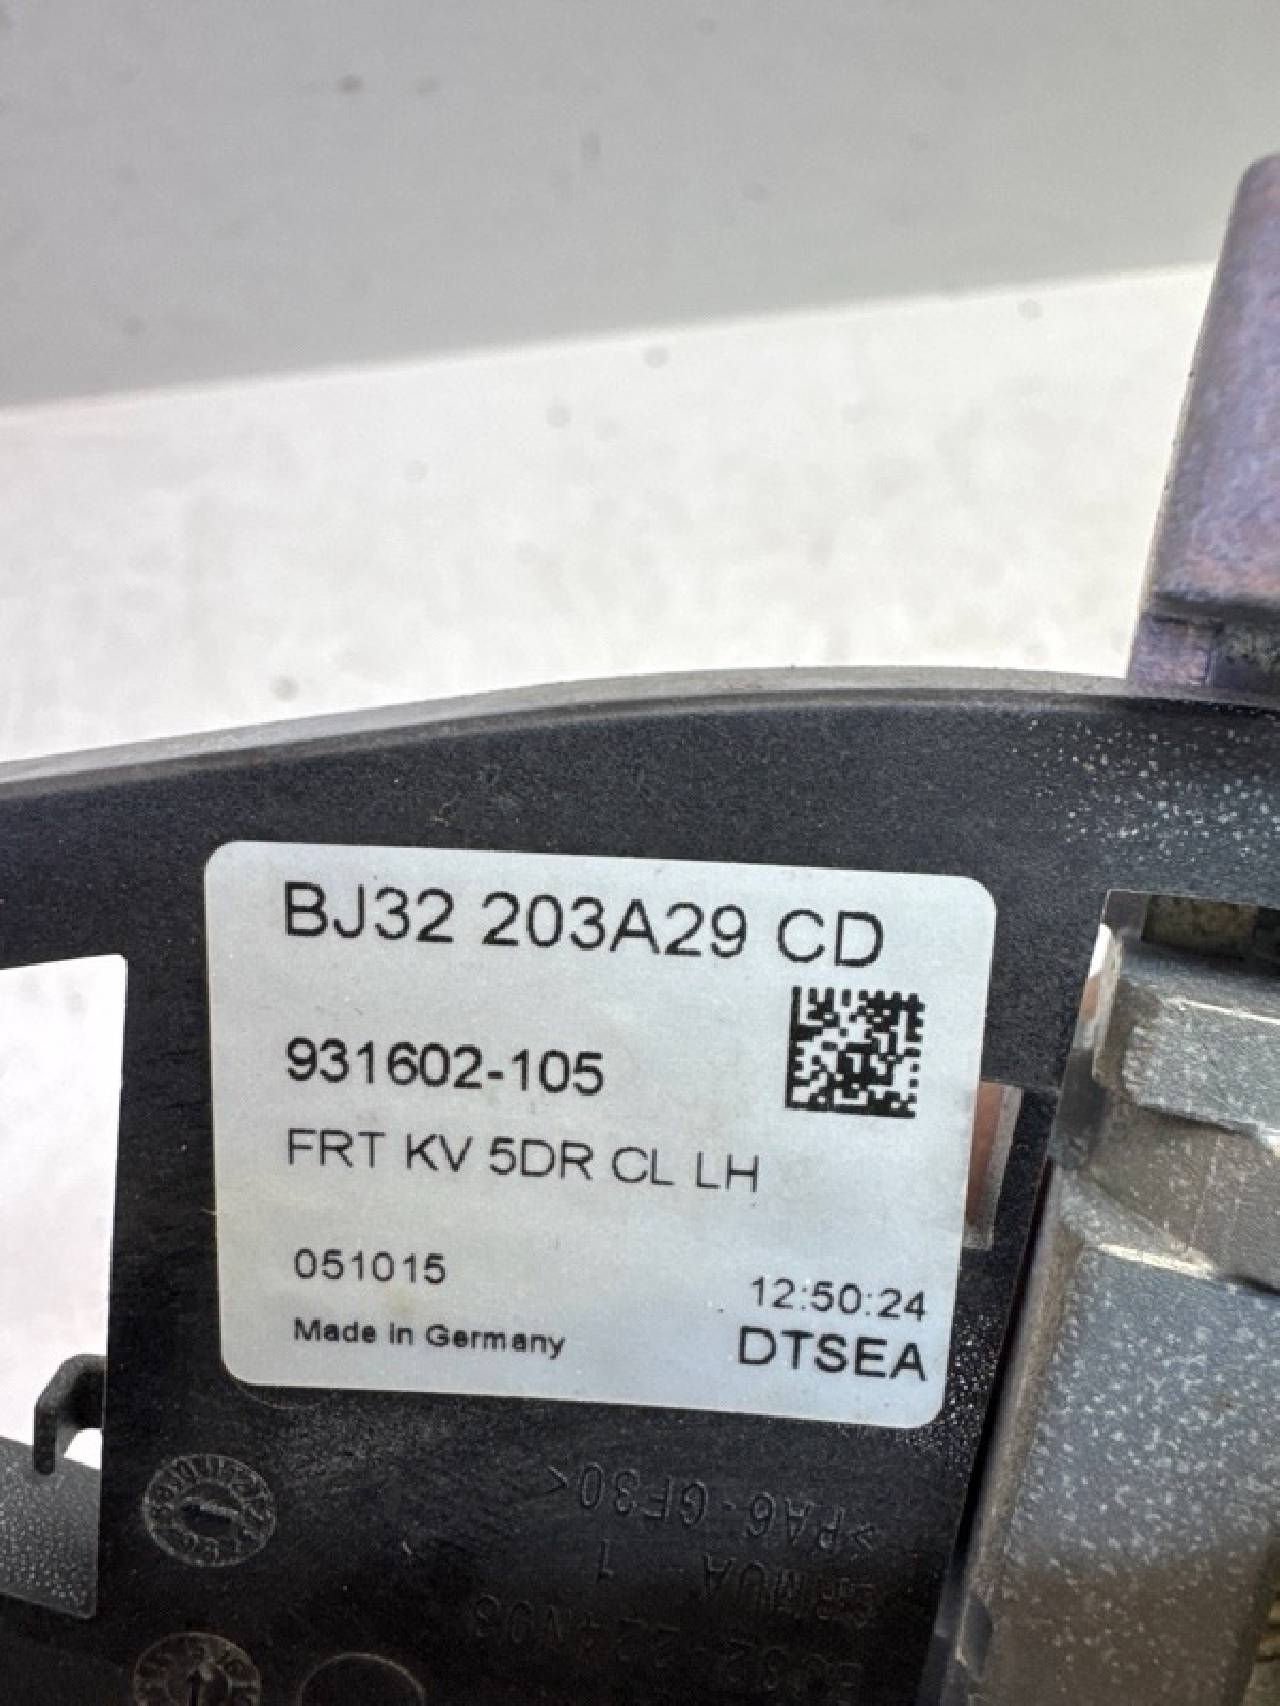 BJ32 203A29 CD
931602-105
FRT KV 5DR CL LH
051015
12:50:24
Made in Germany
DTSEA
>PA6-GF30<